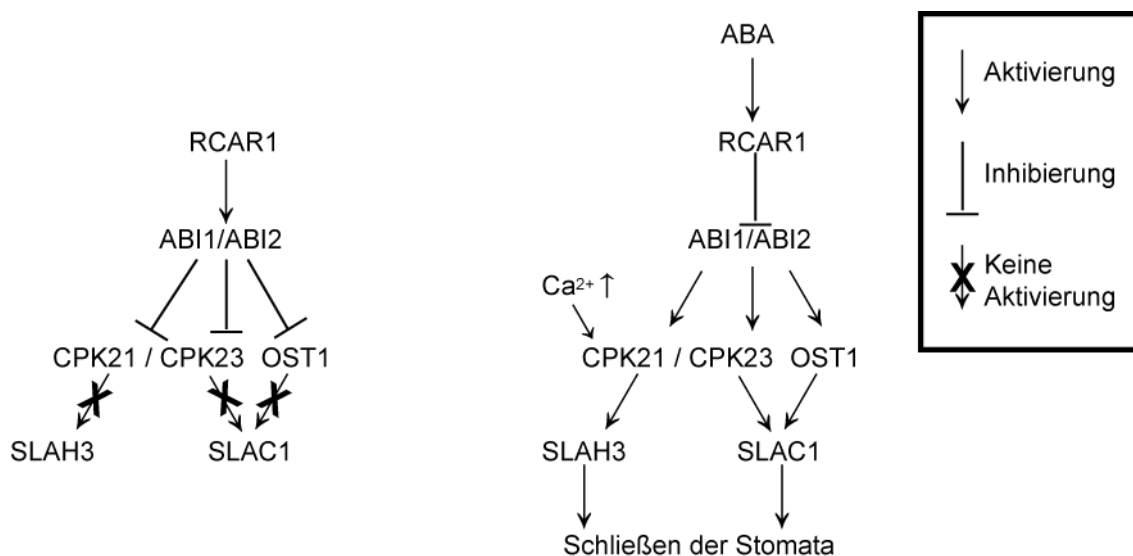 RCAR1
ABI1/ABI2
CPK21 / CPK23 OST1
SLAH3 SLAC1
ABA
RCAR1
ABI1/ABI2
Ca²⁺ ↑
CPK21 / CPK23 OST1
SLAH3 SLAC1
Schließen der Stomata
Aktivierung
Inhibierung
Keine
Aktivierung